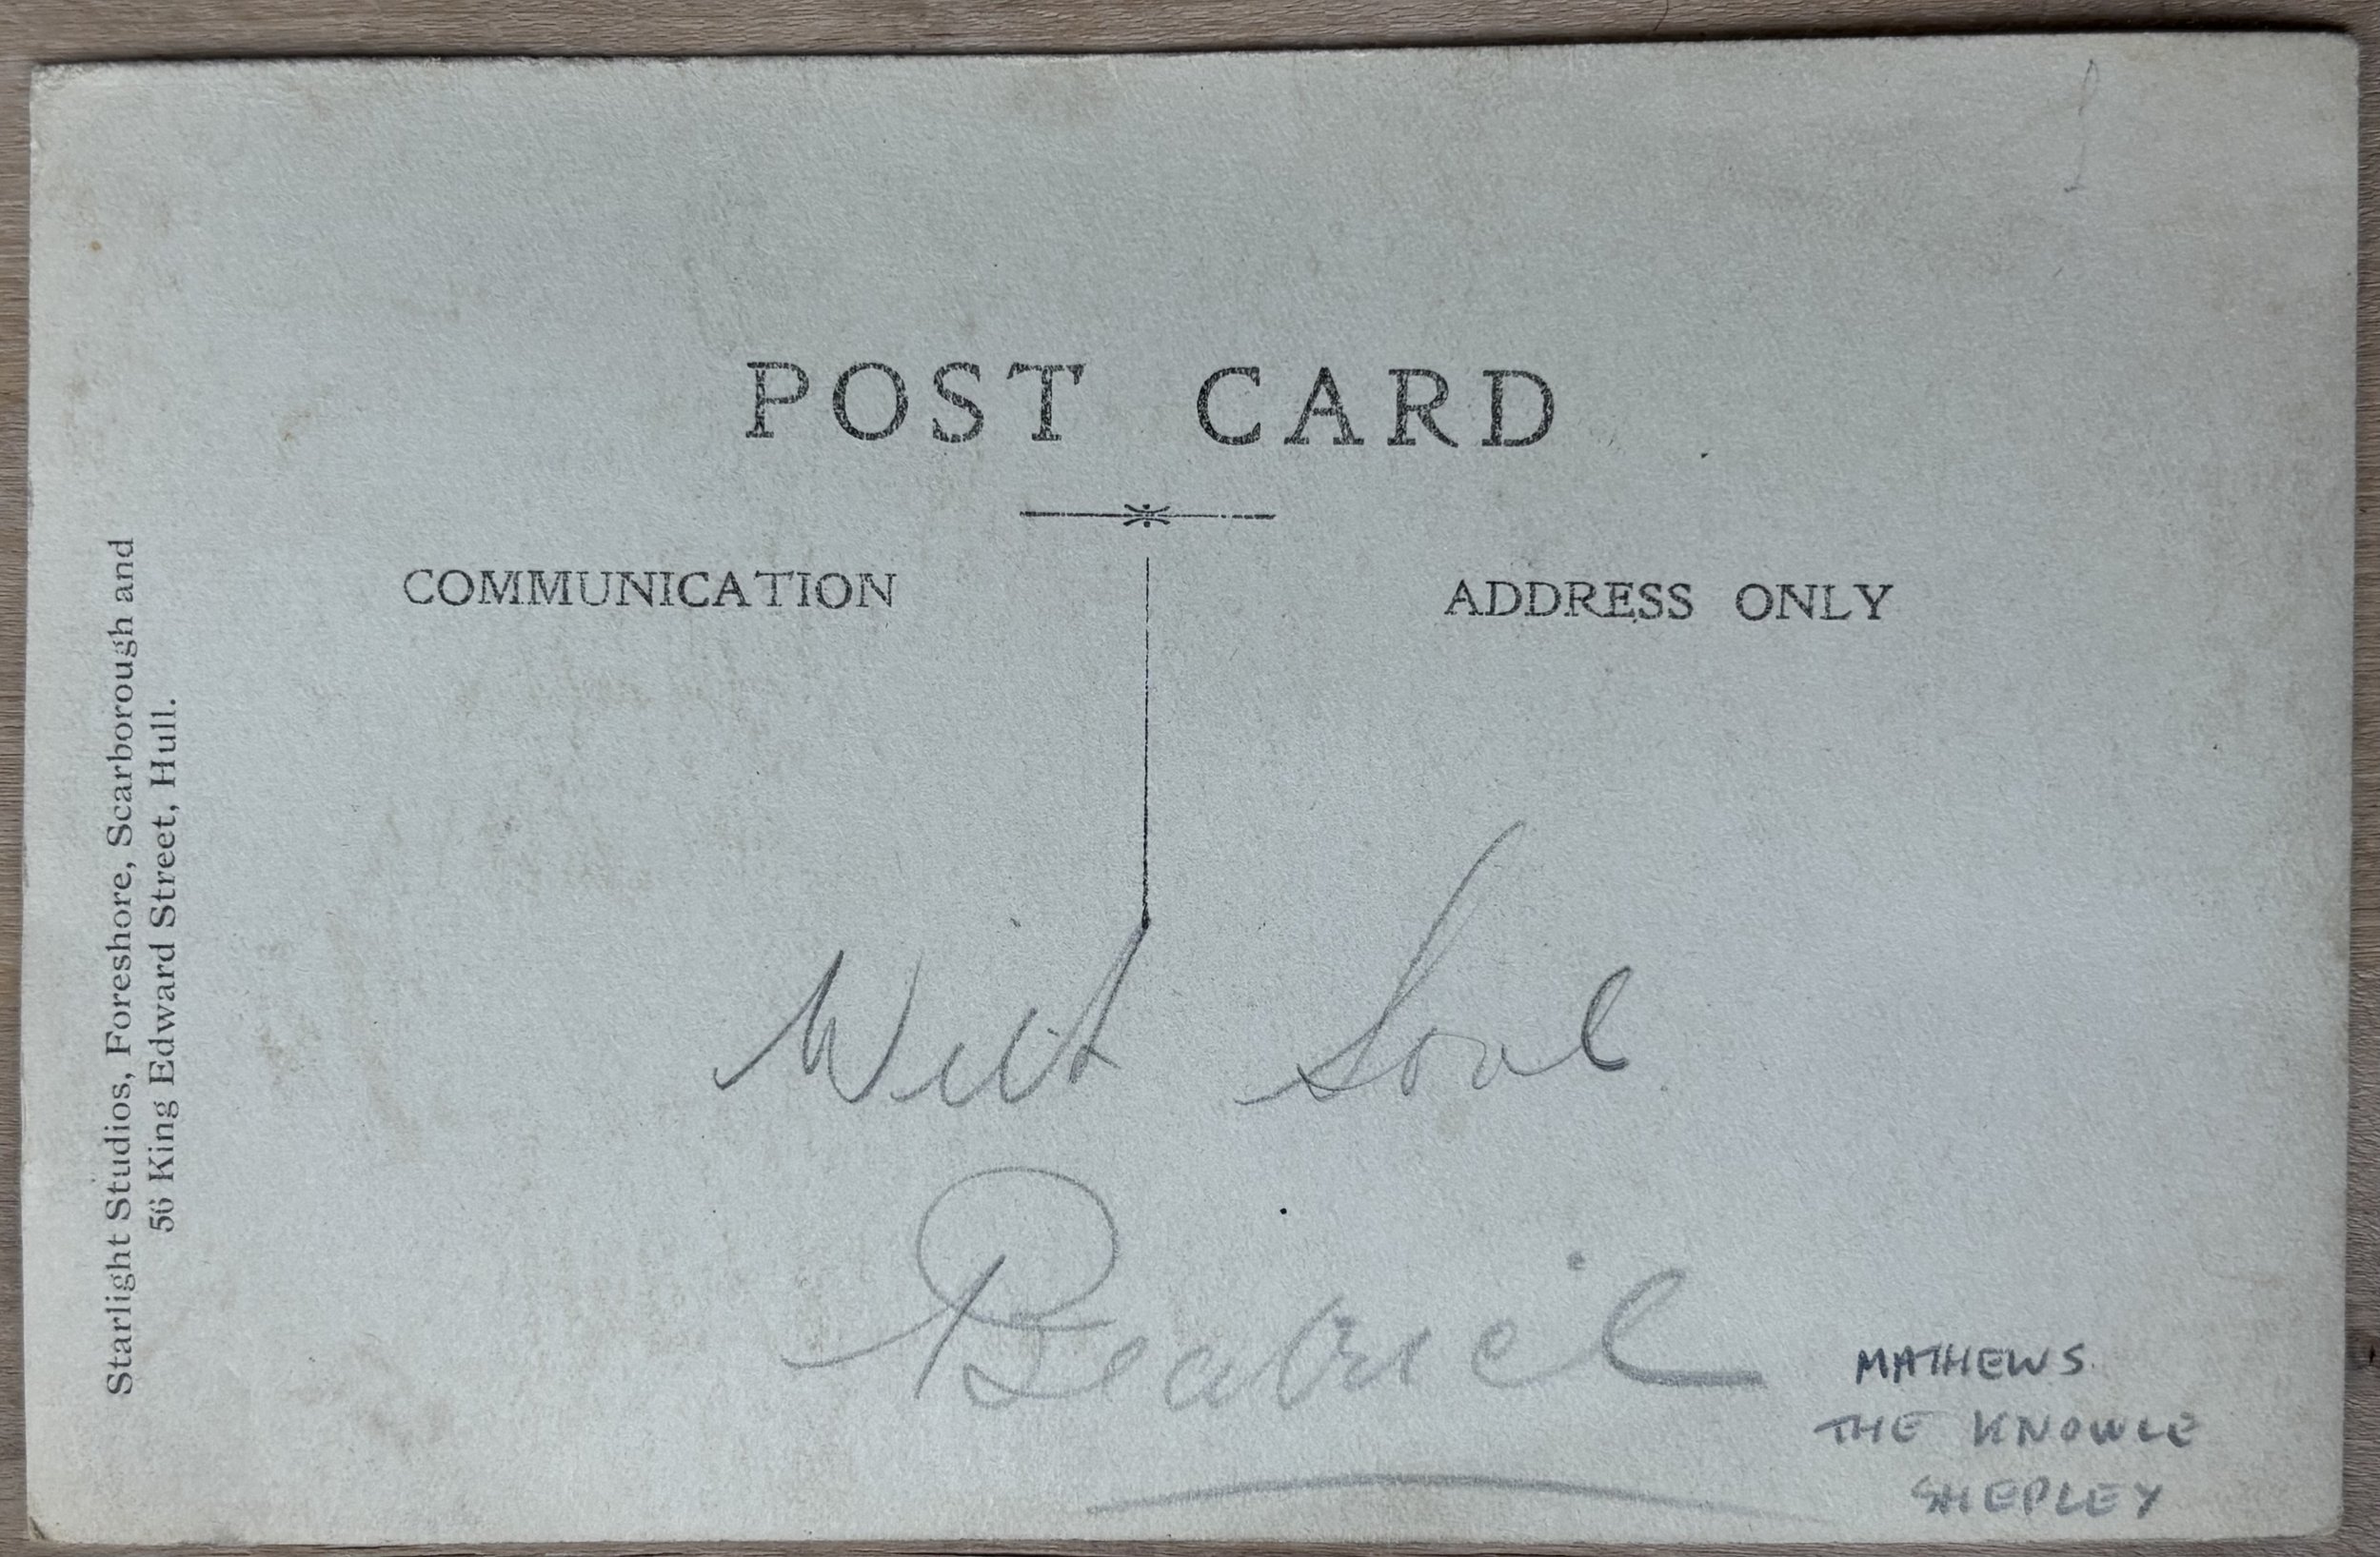 POST CARD
COMMUNICATION
ADDRESS ONLY
Starlight Studios, Foreshore, Scarborough and
56 King Edward Street, Hull.
With Love
Beatrice
MATHEWS
THE KNOWLE
SHEPLEY